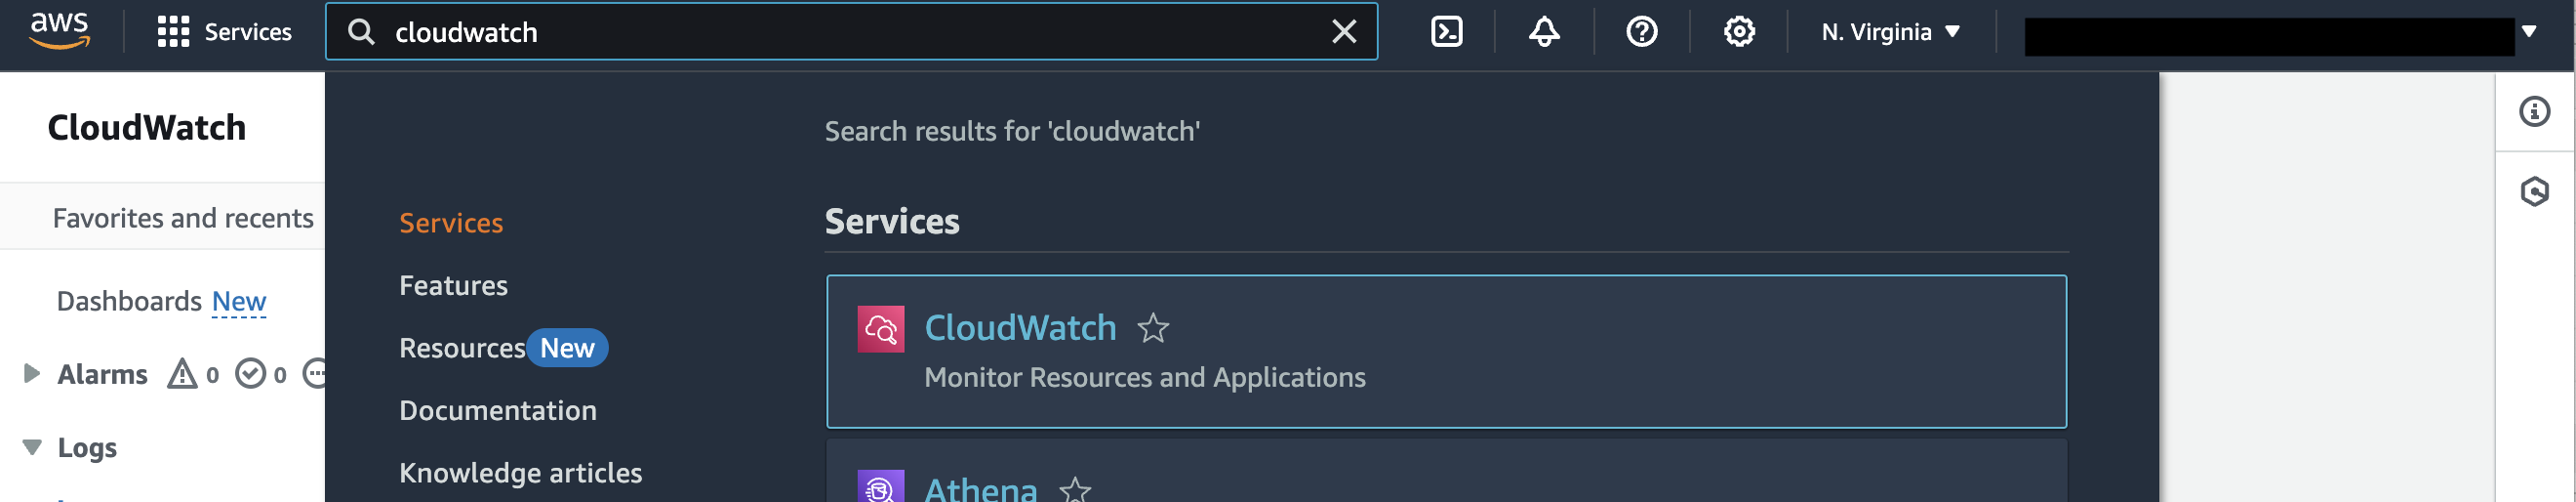 aws
Services
cloudwatch
N. Virginia
CloudWatch
Favorites and recents
Dashboards New
Alarms 0 0
Logs
Search results for 'cloudwatch'
Services
Features
Resources New
Documentation
Knowledge articles
Services
CloudWatch
Monitor Resources and Applications
Athena